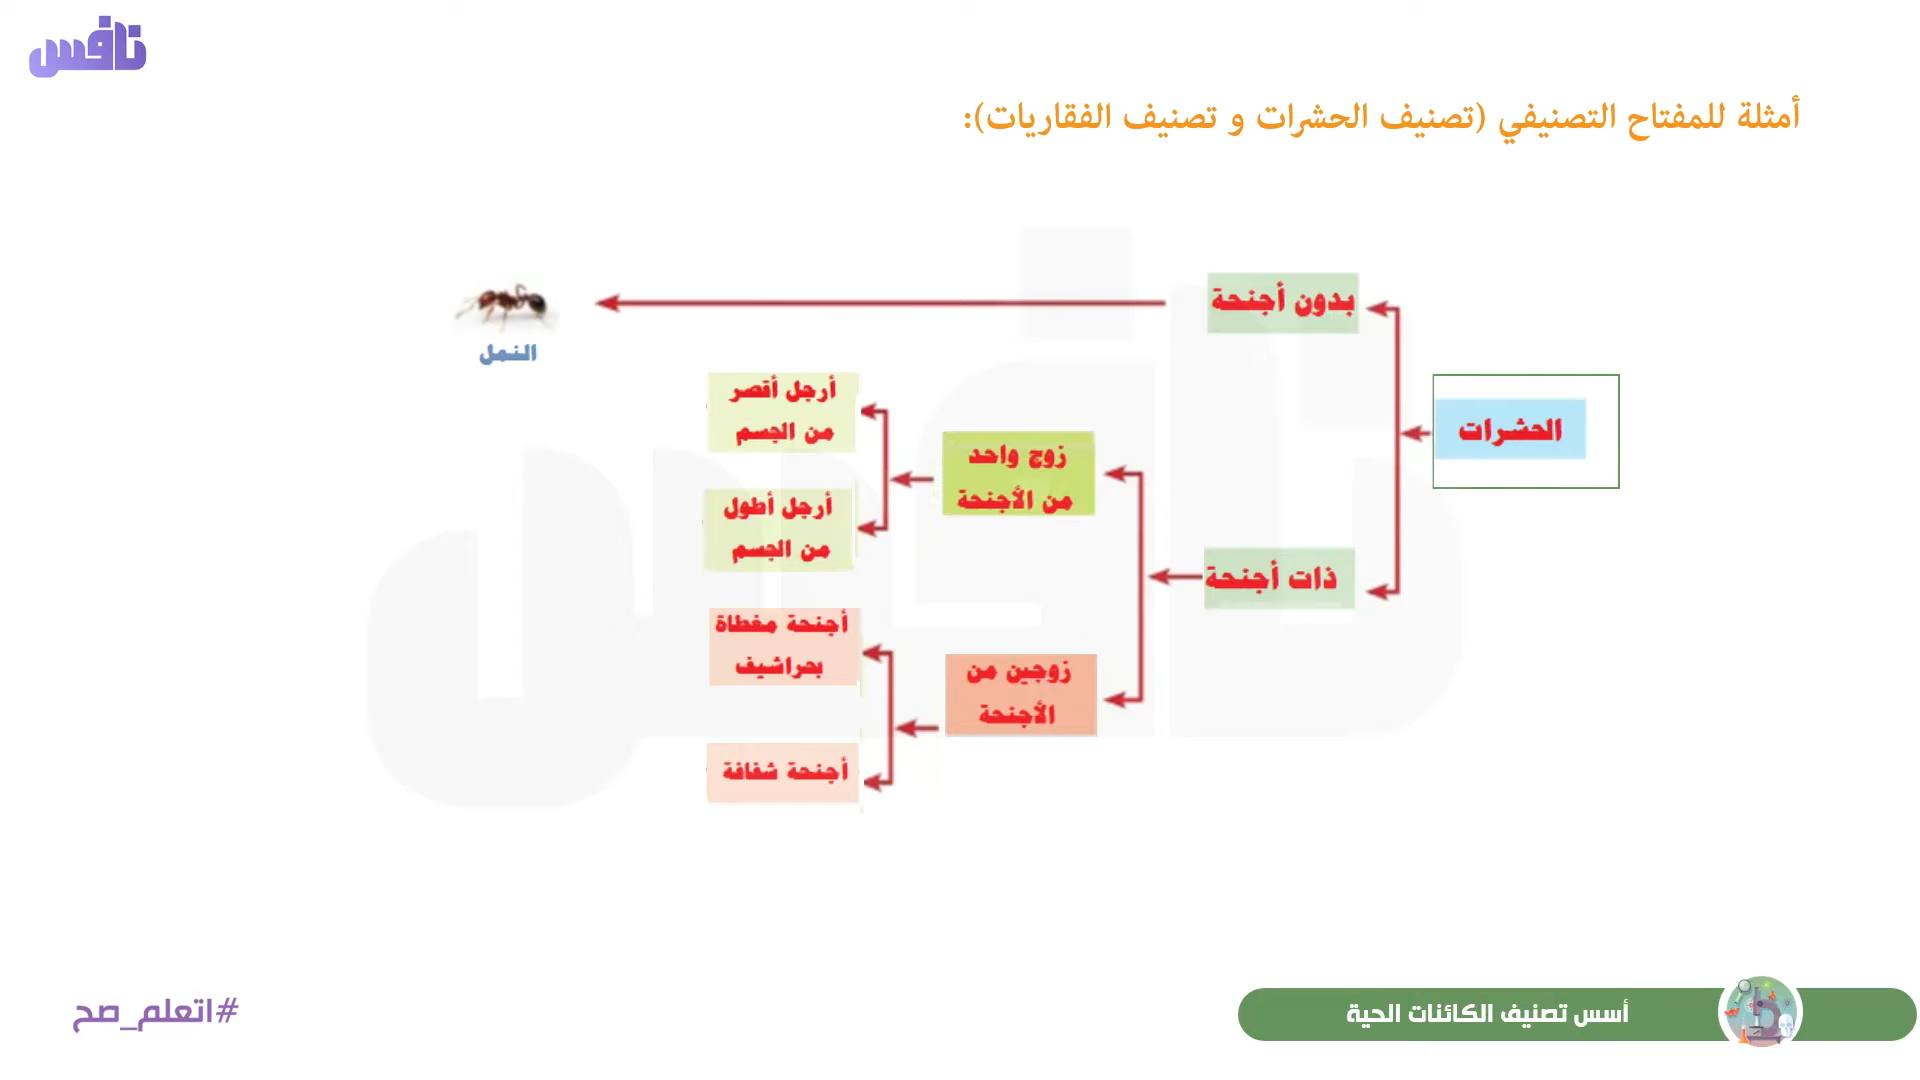 نافس
أمثلة للمفتاح التصنيفي (تصنيف الحشرات و تصنيف الفقاريات):
الحشرات
بدون أجنحة
النمل
ذات أجنحة
زوج واحد
من الأجنحة
أرجل أقصر
من الجسم
أرجل أطول
من الجسم
زوجين من
الأجنحة
أجنحة مغطاة
بحراشيف
أجنحة شفافة
أسس تصنيف الكائنات الحية
#اتعلم_صح